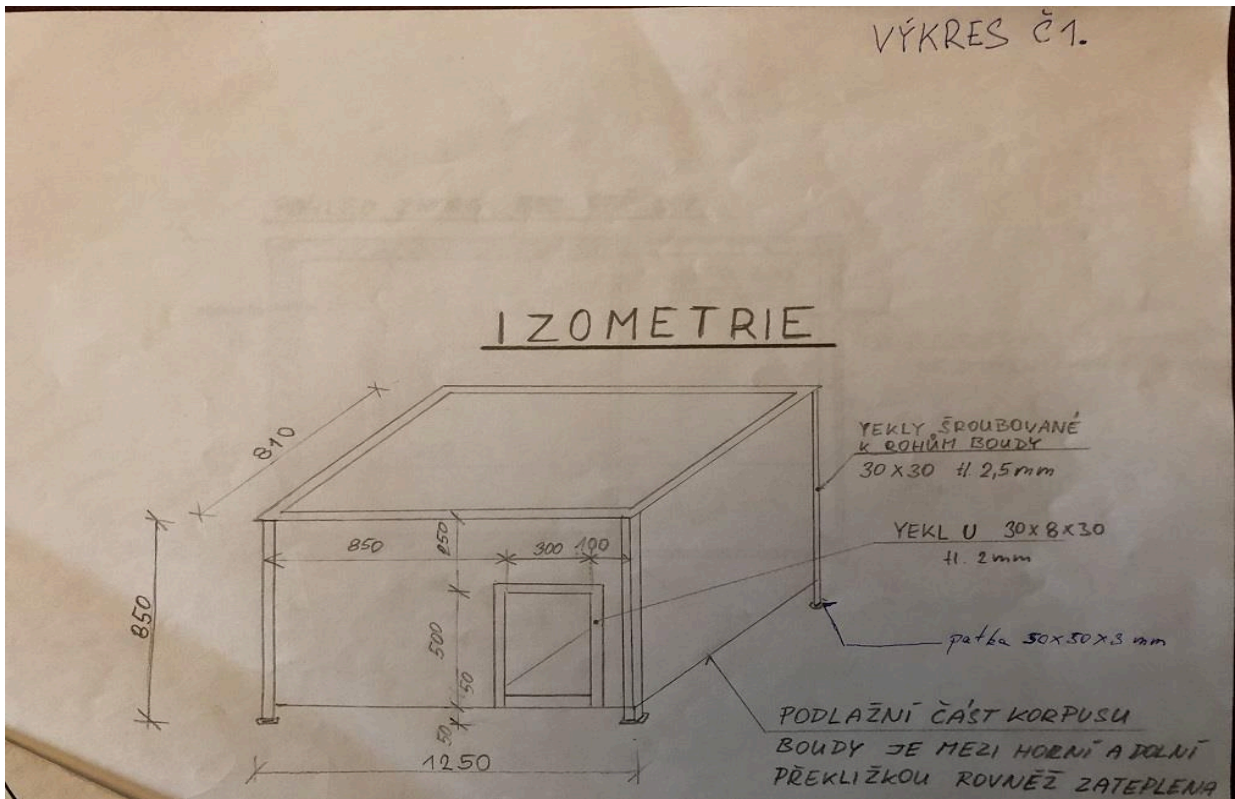 VÝKRES Č1.
IZOMETRIE
810
YEKLY ŠROUBOVANÉ
K ROHŮM BOUDY
30x30 tl. 2,5mm
850
250
300
100
YEKL U 30x8x30
tl. 2mm
850
500
50
50
patka 50x50x3 mm
1250
PODLAŽNÍ ČÁST KORPUSU
BOUDY JE MEZI HORNÍ A DOLNÍ
PŘEKLIŽKOU ROVNĚŽ ZATEPLENA